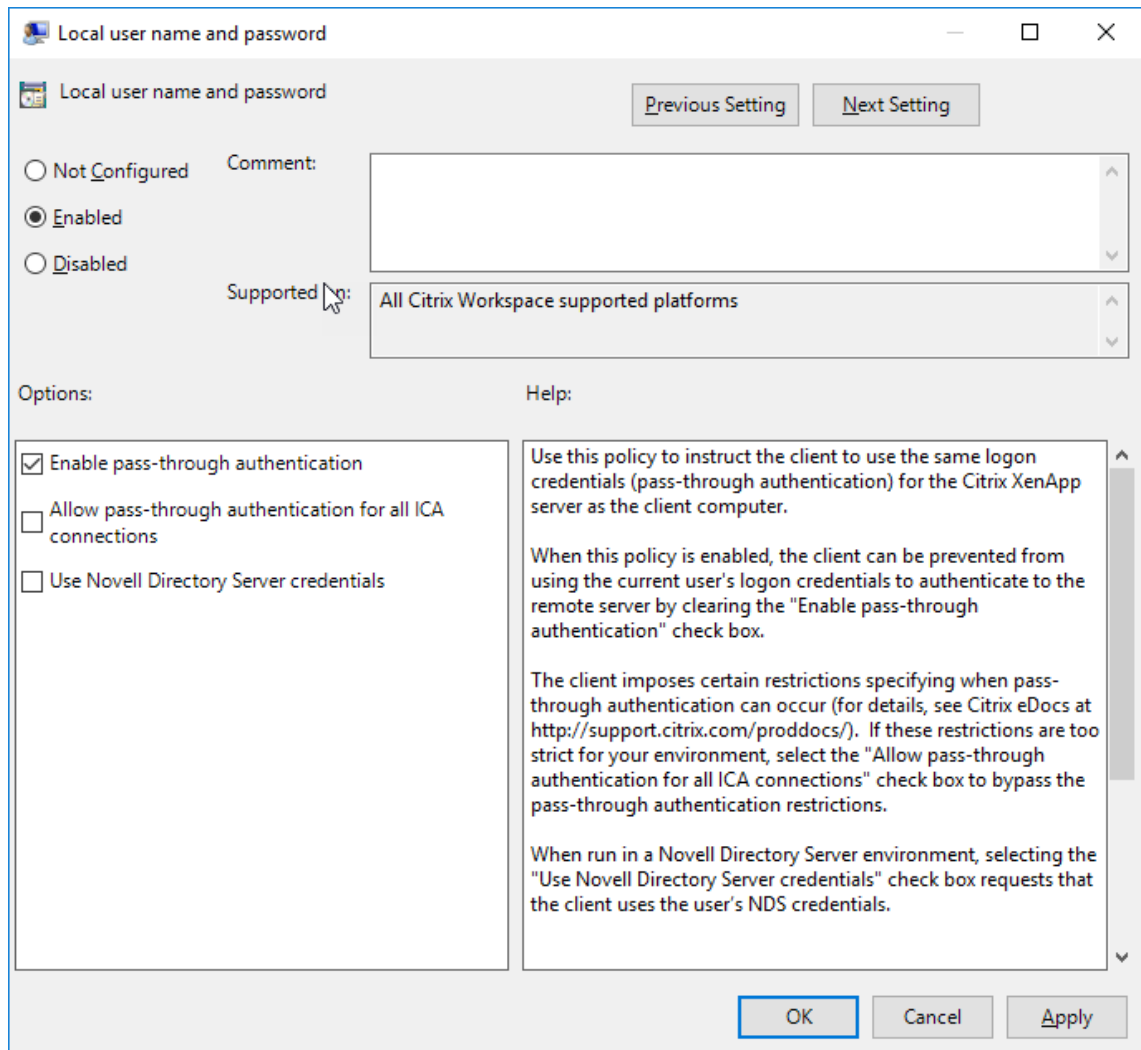 Local user name and password
Local user name and password
Previous Setting
Next Setting
Not Configured
Comment:
Enabled
Disabled
Supported on:
All Citrix Workspace supported platforms
Options:
Help:
Enable pass-through authentication
Allow pass-through authentication for all ICA
connections
Use Novell Directory Server credentials
Use this policy to instruct the client to use the same logon
credentials (pass-through authentication) for the Citrix XenApp
server as the client computer.
When this policy is enabled, the client can be prevented from
using the current user's logon credentials to authenticate to the
remote server by clearing the "Enable pass-through
authentication" check box.
The client imposes certain restrictions specifying when pass-
through authentication can occur (for details, see Citrix eDocs at
http://support.citrix.com/proddocs/).  If these restrictions are too
strict for your environment, select the "Allow pass-through
authentication for all ICA connections" check box to bypass the
pass-through authentication restrictions.
When run in a Novell Directory Server environment, selecting the
"Use Novell Directory Server credentials" check box requests that
the client uses the user's NDS credentials.
OK
Cancel
Apply